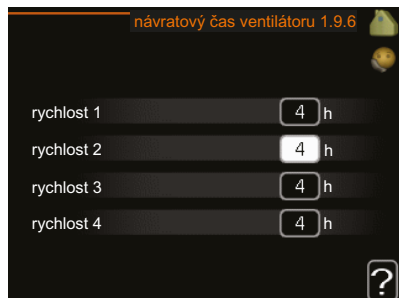 návratový čas ventilátoru 1.9.6
rychlost 1 4 h
rychlost 2 4 h
rychlost 3 4 h
rychlost 4 4 h
?